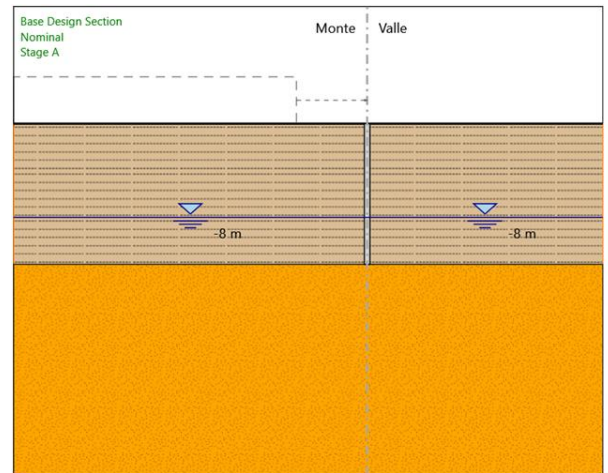 Base Design Section
Nominal
Stage A
Monte
Valle
-8 m
-8 m